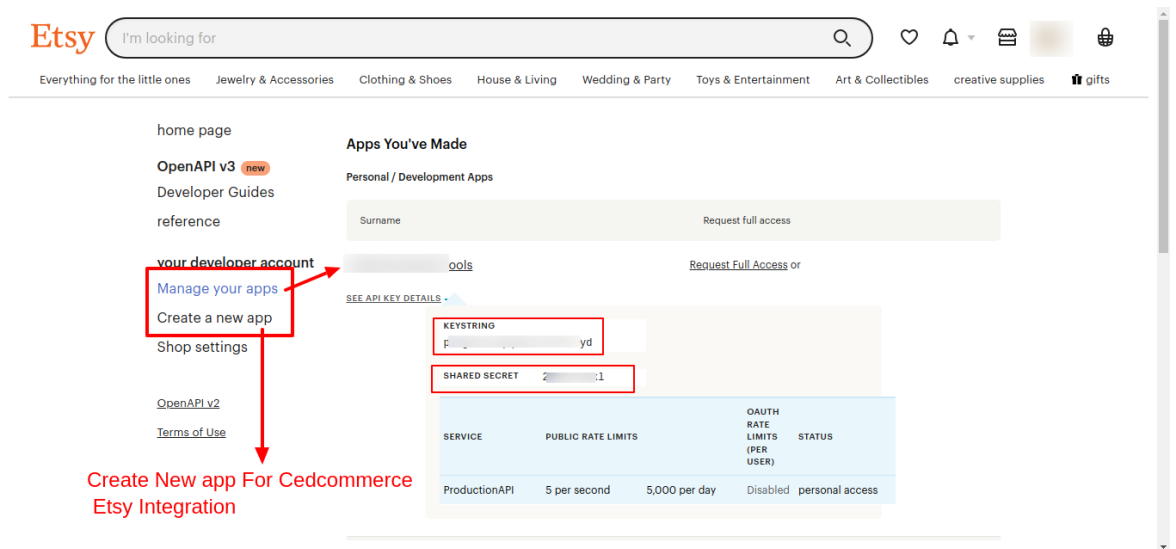 Etsy
I'm looking for
Everything for the little ones Jewelry & Accessories Clothing & Shoes House & Living Wedding & Party Toys & Entertainment Art & Collectibles creative supplies gifts
home page
OpenAPI v3 new
Developer Guides
reference
your developer account
Manage your apps
Create a new app
Shop settings
OpenAPI v2
Terms of Use
Apps You've Made
Personal / Development Apps
Surname Request full access
ools Request Full Access or
SEE API KEY DETAILS
KEYSTRING
yd
SHARED SECRET
SERVICE PUBLIC RATE LIMITS OAUTH RATE LIMITS (PER USER) STATUS
ProductionAPI 5 per second 5,000 per day Disabled personal access
Create New app For Cedcommerce
Etsy Integration